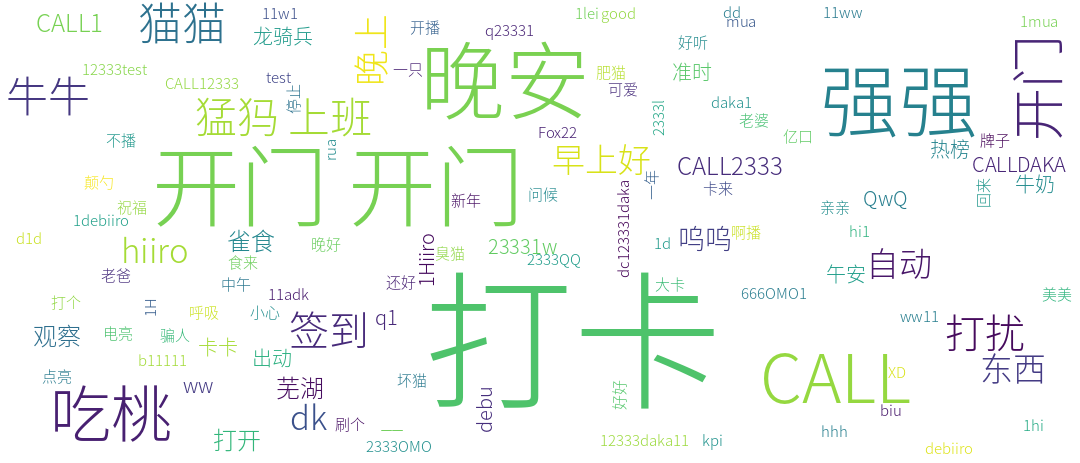 CALL1
猫猫
11w1
龙骑兵
晚上
开播
q23331
1lei
good
dd
mua
11ww
1mua
好听
开门
牛牛
12333test
CALL12333
test
停止
一只
晚安
肥猫
可爱
准时
daka1
强强
猛犸
上班
2333l
老婆
亿口
热榜
牌子
不播
rua
Fox22
早上好
CALL2333
CALLDAKA
颠勺
开门
开门
新年
问候
一年
卡来
回来
牛奶
祝福
1debiiro
QwQ
亲亲
d1d
hiiro
雀食
晚好
1Hiiro
臭猫
23331w
2333QQ
dc123331daka
1d
呜呜
啊播
hi1
老爸
食来
中午
还好
打卡
大卡
午安
自动
打个
1H
呼吸
小心
11adk
666OMO1
美美
观察
电亮
骗人
卡卡
签到
q1
ww11
打扰
b11111
出动
点亮
ww
芜湖
坏猫
debu
好好
CALL
XD
东西
吃桃
dk
刷个
biu
打开
2333OMO
12333daka11
kpi
hhh
1hi
debiiro